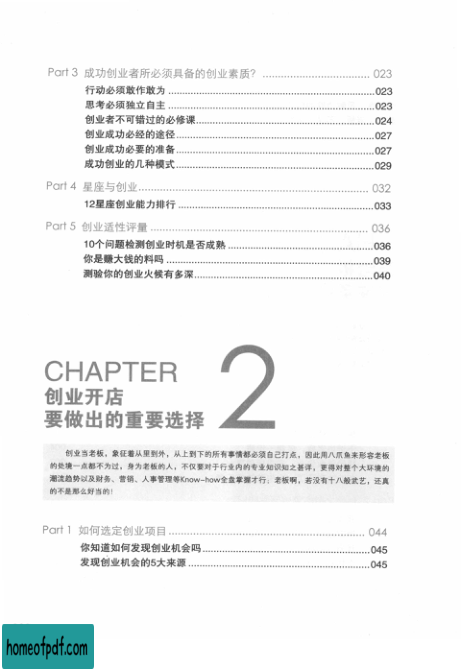 Part 3 成功创业者所必须具备的创业素质? 023
行动必须敢作敢为 023
思考必须独立自主 023
创业者不可错过的必修课 024
创业成功必经的途径 027
创业成功必要的准备 027
成功创业的几种模式 029
Part 4 星座与创业 032
12星座创业能力排行 033
Part 5 创业适性评量 036
10个问题检测创业时机是否成熟 036
你是赚大钱的料吗 039
测验你的创业火候有多深 040
CHAPTER 2
创业开店
要做出的重要选择
创业当老板,象征着从里到外,从上到下的所有事情都必须自己打点,因此用八爪鱼来形容老板
的处境一点都不为过,身为老板的人,不仅要对于行业内的专业知识知之甚详,更得对整个大环境的
潮流趋势以及财务、营销、人事管理等Know-how全盘掌握才行;老板啊,若没有十八般武艺,还真
的不是那么好当的!
Part 1 如何选定创业项目 044
你知道如何发现创业机会吗 045
发现创业机会的5大来源 045
homeofpdf.com